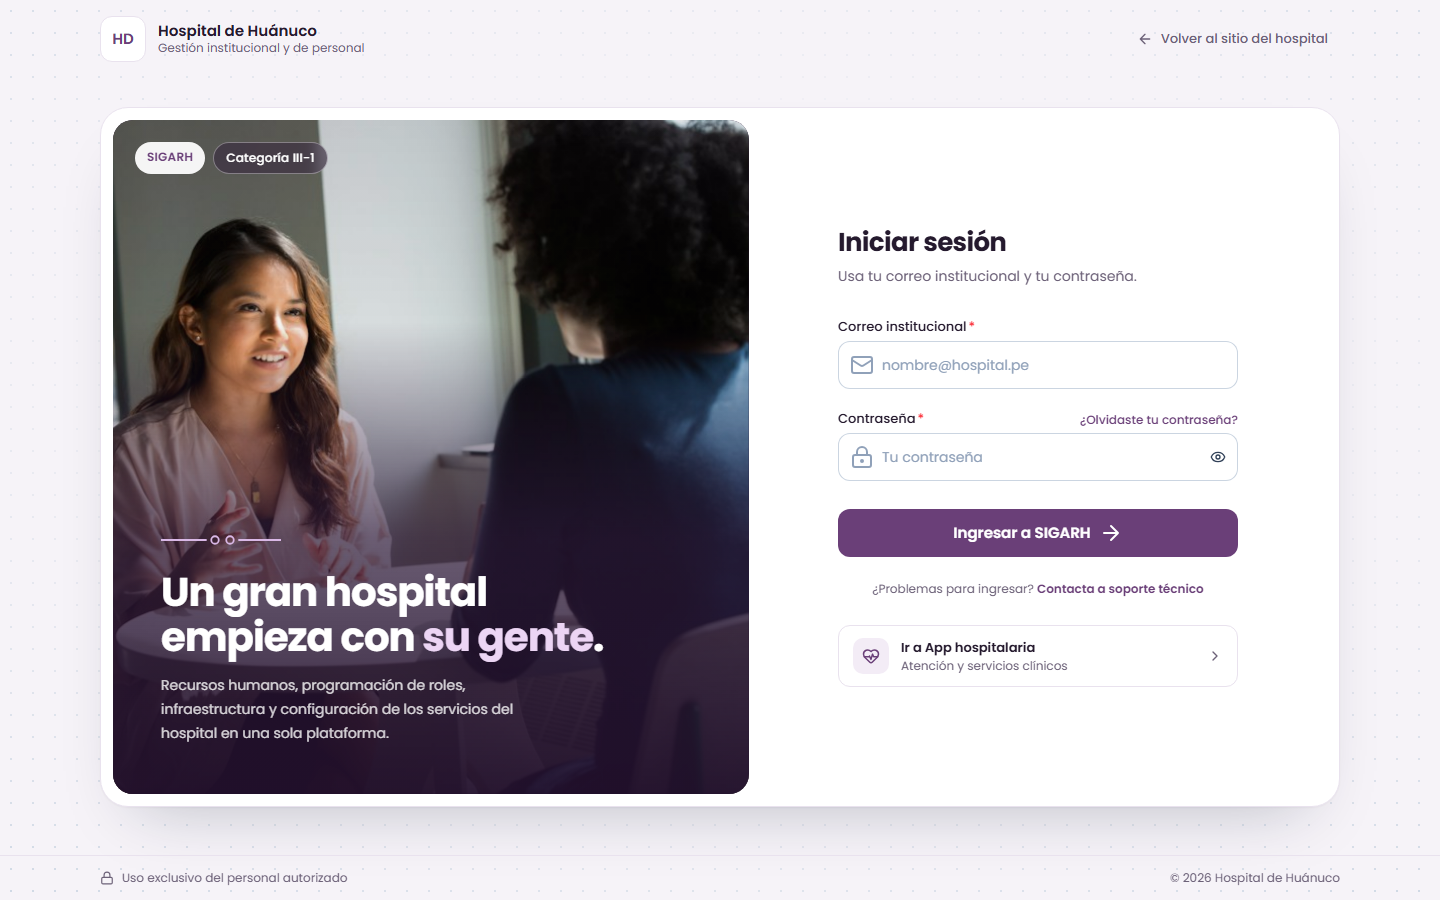 HD
Hospital de Huánuco
Gestión institucional y de personal
Volver al sitio del hospital
SIGARH
Categoría III-1
Un gran hospital
empieza con su gente.
Recursos humanos, programación de roles,
infraestructura y configuración de los servicios del
hospital en una sola plataforma.
Iniciar sesión
Usa tu correo institucional y tu contraseña.
Correo institucional *
nombre@hospital.pe
Contraseña *
¿Olvidaste tu contraseña?
Tu contraseña
Ingresar a SIGARH
¿Problemas para ingresar? Contacta a soporte técnico
Ir a App hospitalaria
Atención y servicios clínicos
Uso exclusivo del personal autorizado
© 2026 Hospital de Huánuco